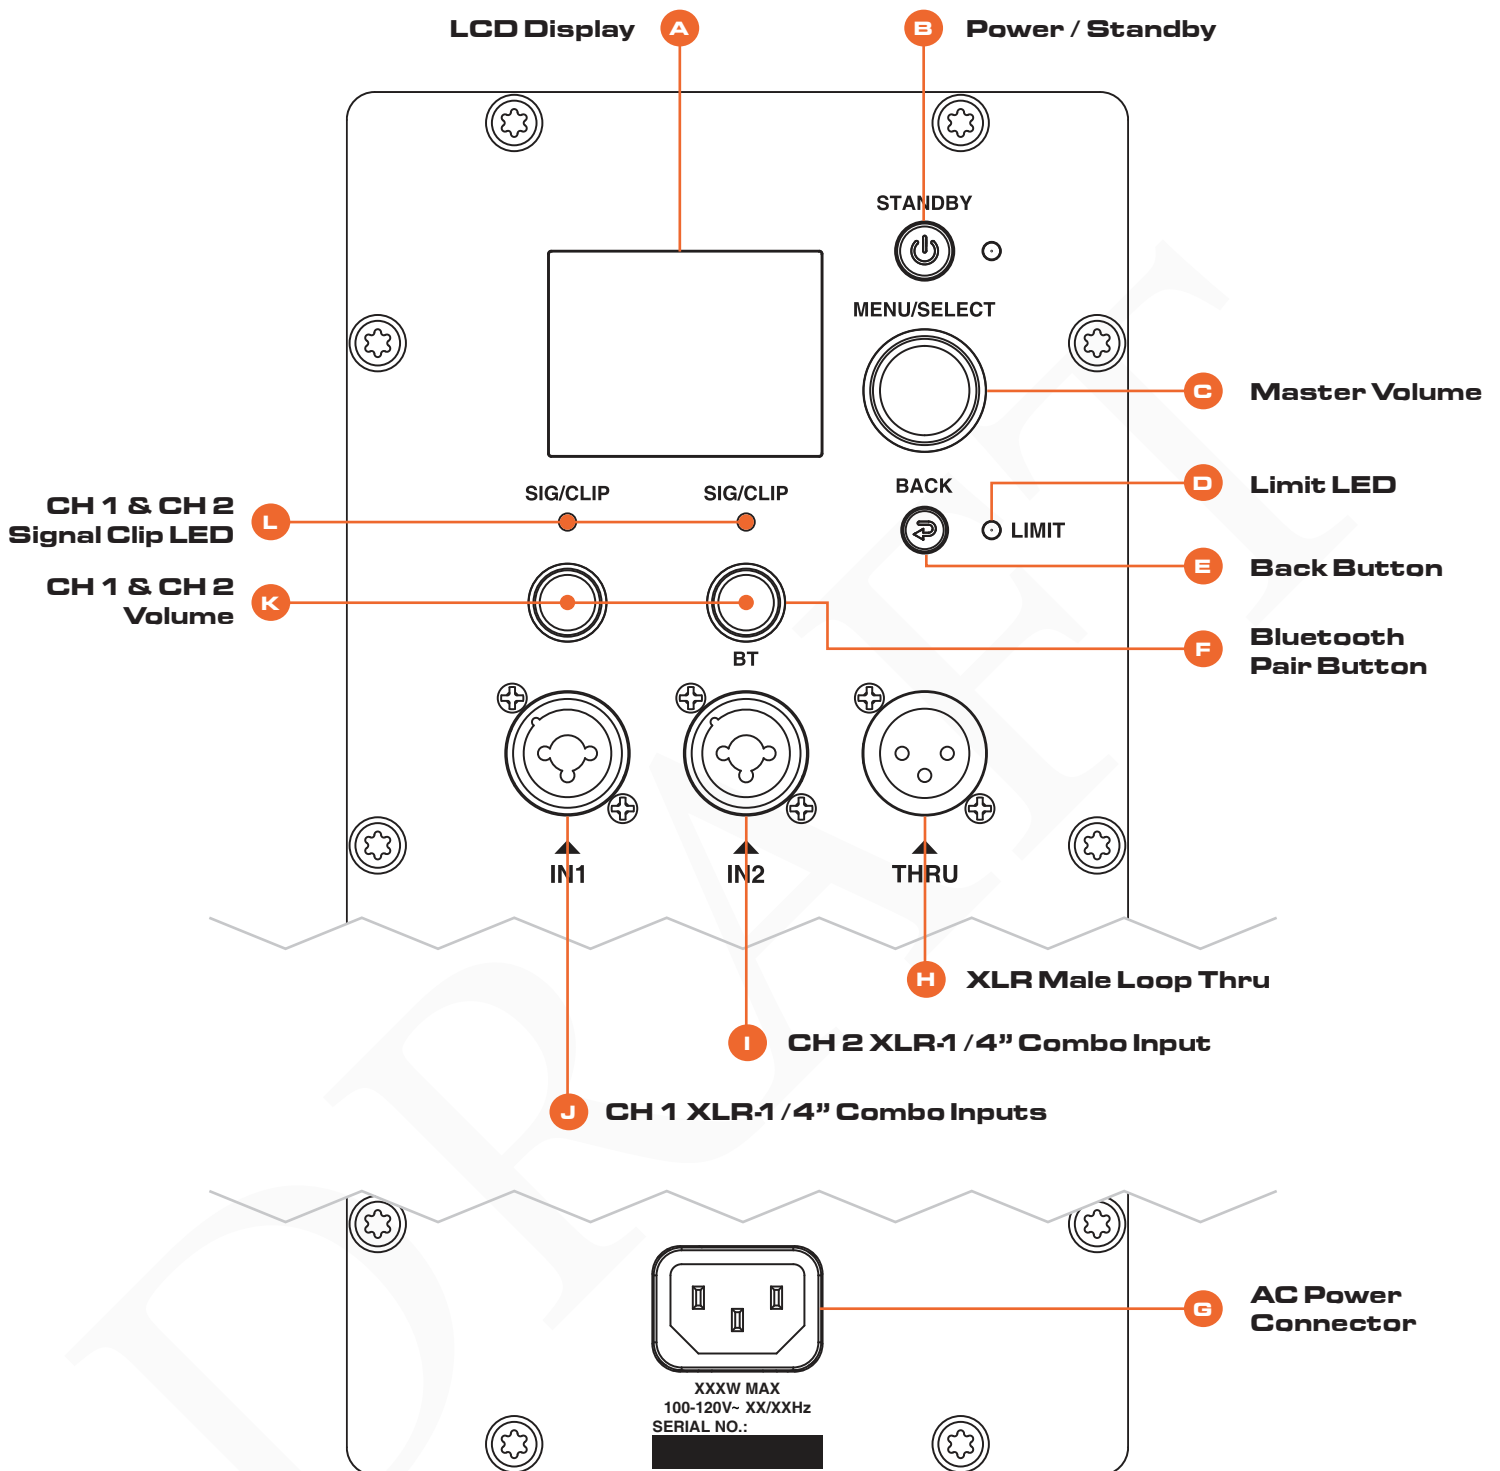 LCD Display A
B Power / Standby
STANDBY
MENU/SELECT
C Master Volume
SIG/CLIP SIG/CLIP
BACK
D Limit LED
LIMIT
CH 1 & CH 2
Signal Clip LED
L
E Back Button
CH 1 & CH 2
Volume
K
BT
F
Bluetooth
Pair Button
IN1 IN2 THRU
H XLR Male Loop Thru
I CH 2 XLR-1/4” Combo Input
J CH 1 XLR-1/4” Combo Inputs
G
AC Power
Connector
XXXW MAX
100-120V~ XX/XXHz
SERIAL NO.:
DRAFT